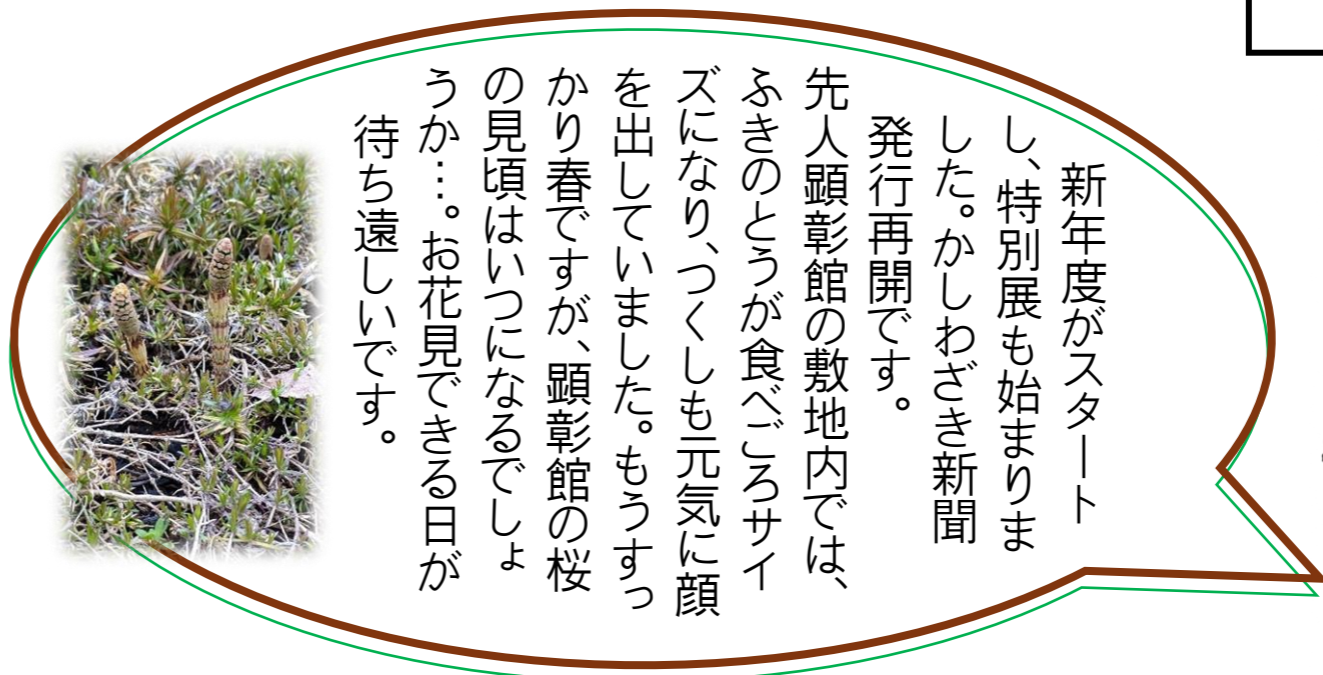 新年度がスタート
し、特別展も始まりま
した。かしわざき新聞
発行再開です。
先人顕彰館の敷地内では、
ふきのとうが食べごろサイ
ズになり、つくしも元気に顔
を出していました。もうすっ
かり春ですが、顕彰館の桜
の見頃はいつになるでしょ
うか…。お花見できる日が
待ち遠しいです。